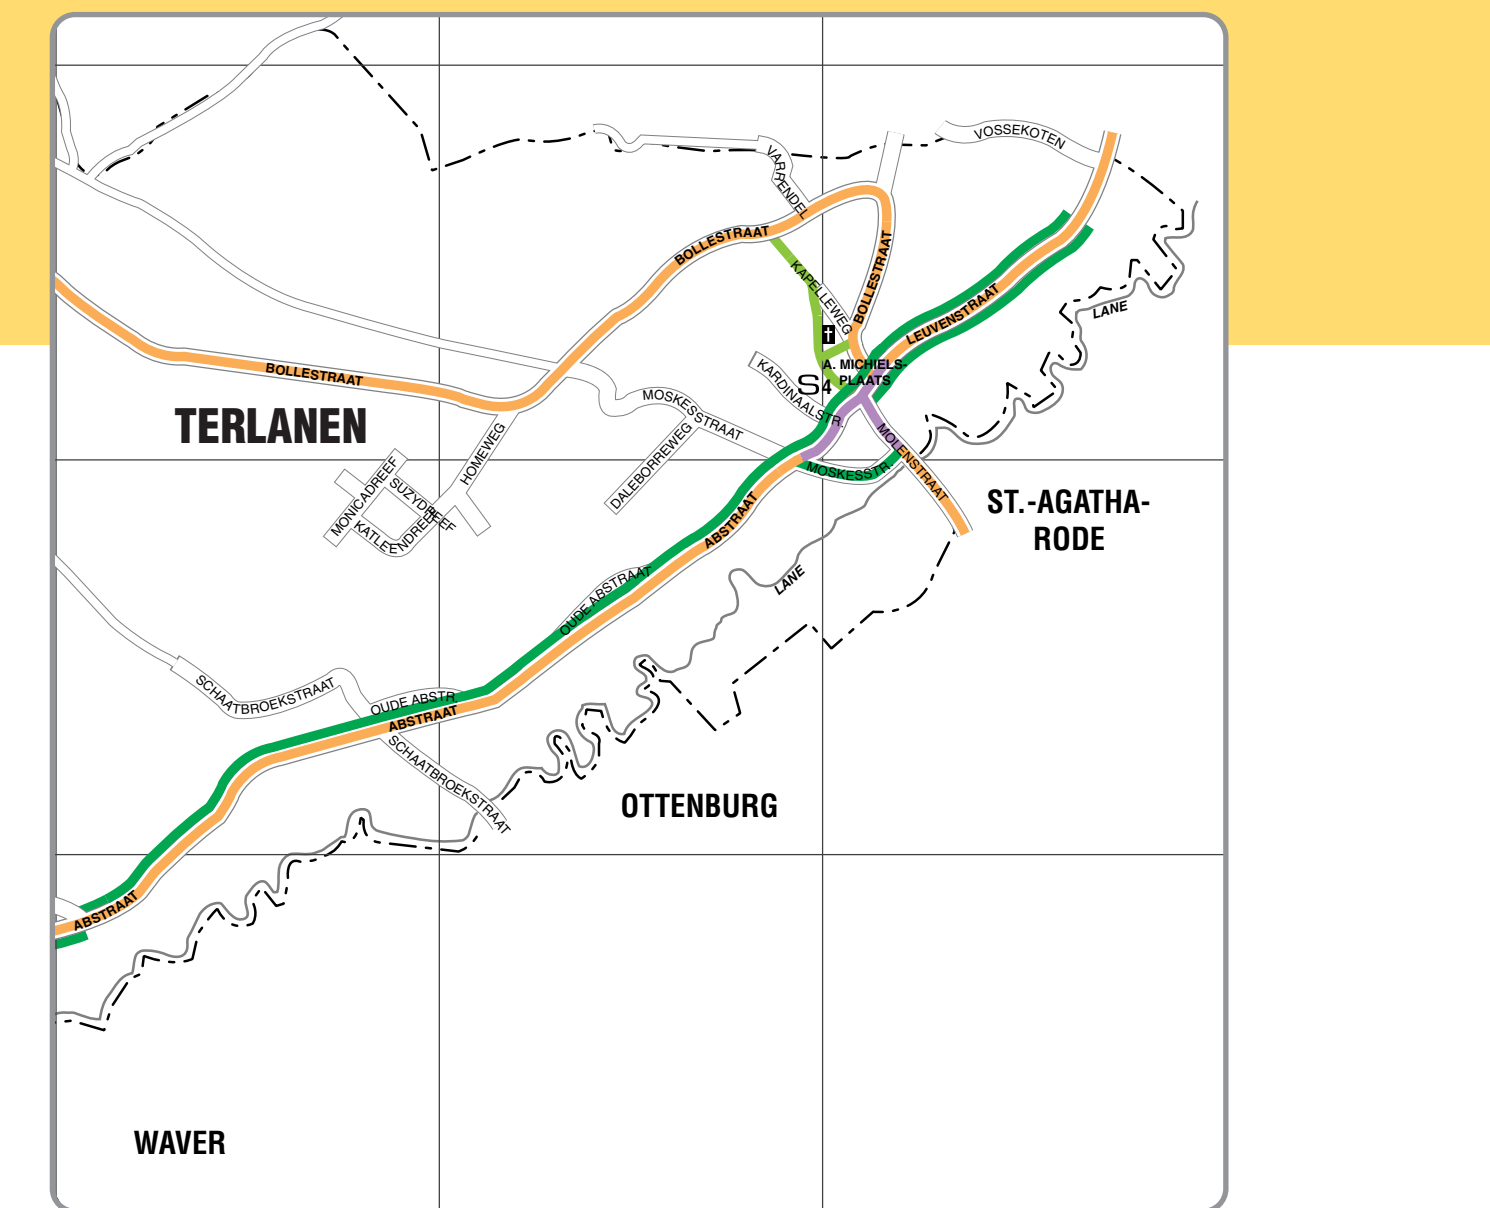 VOSSEKOTEN
VARRENDEL
BOLLESTRAAT
KAPELLEWEG
BOLLESTRAAT
LANE
LEUVENSTRAAT
A. MICHIELS-
PLAATS
S4
KARDINAALSTR.
BOLLESTRAAT
TERLANEN
MOSKESSTRAAT
MOLENSTRAAT
MOSKESSTR.
HOMEWEG
DALEBORREWEG
MONICADREEF
SUZYDREEF
KATLEENDREEF
ST.-AGATHA-
RODE
ABSTRAAT
LANE
OUDE ABSTRAAT
SCHAATBROEKSTRAAT
OUDE ABSTR.
ABSTRAAT
SCHAATBROEKSTRAAT
OTTENBURG
ABSTRAAT
WAVER